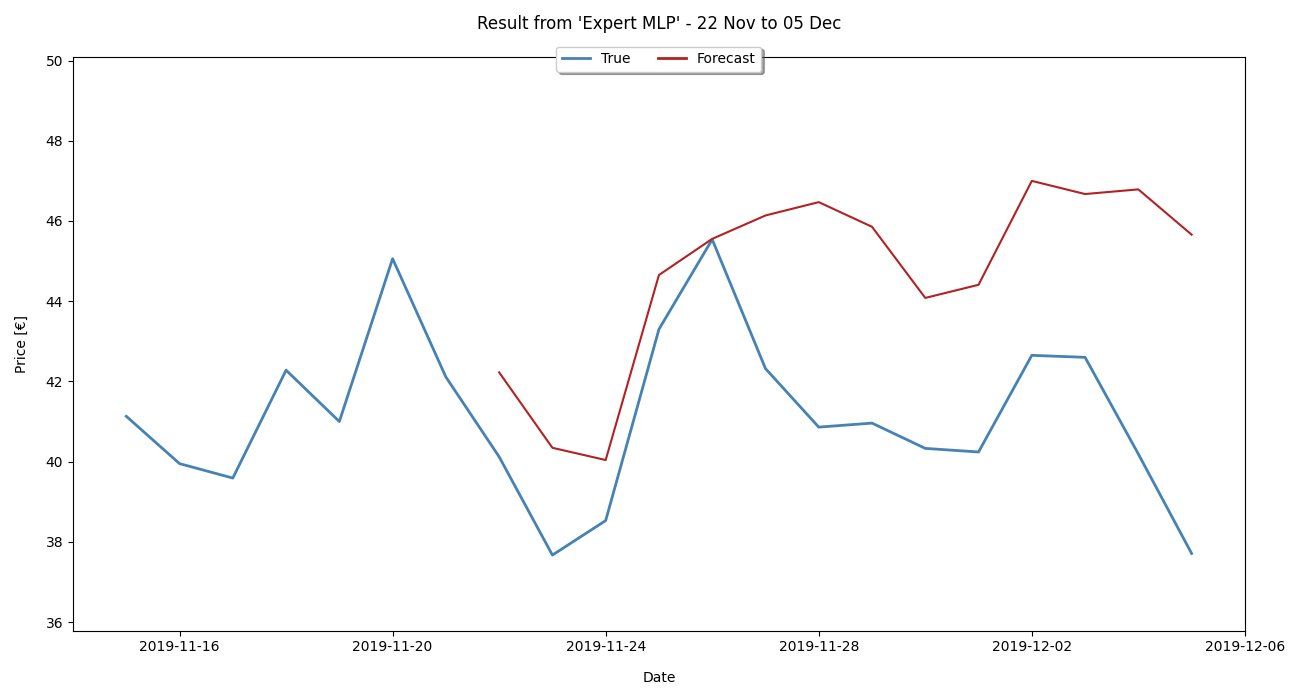 Result from 'Expert MLP' - 22 Nov to 05 Dec
True Forecast
50
48
46
44
42
40
38
36
Price [€]
2019-11-16 2019-11-20 2019-11-24 2019-11-28 2019-12-02 2019-12-06
Date